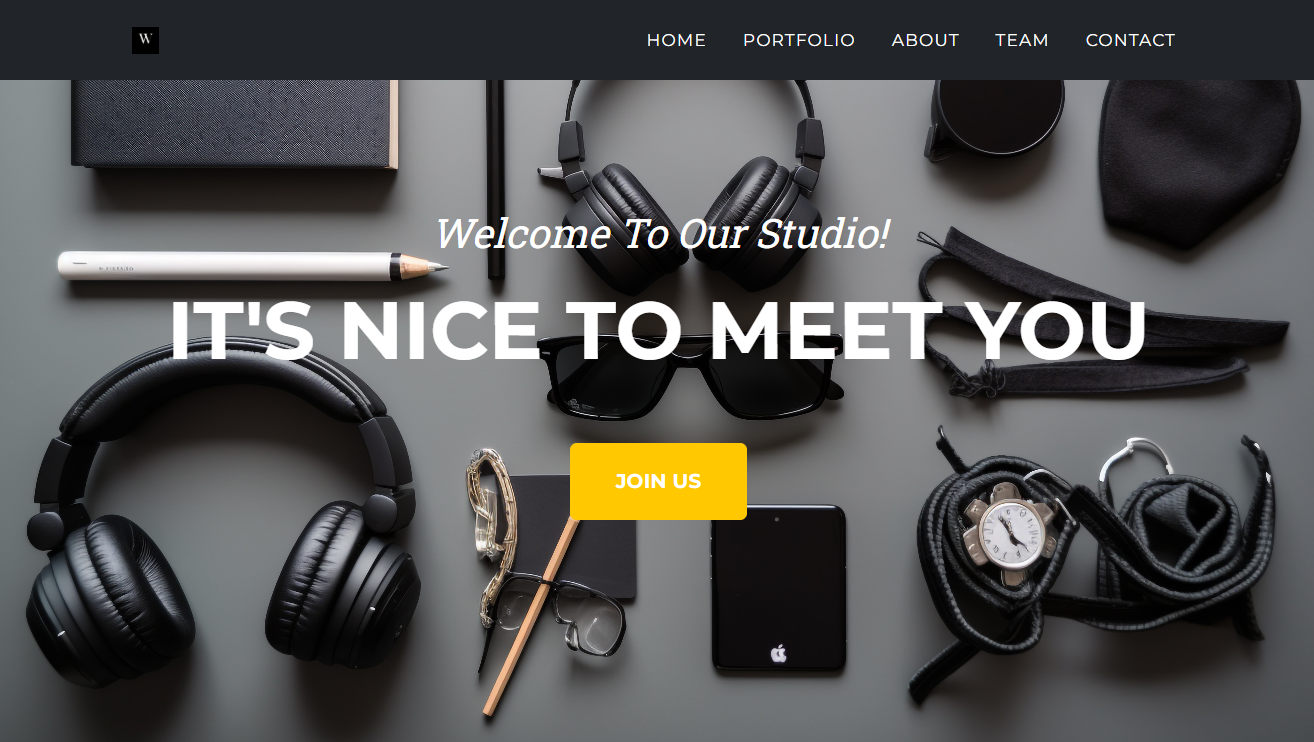 W
HOME PORTFOLIO ABOUT TEAM CONTACT
Welcome To Our Studio!
IT'S NICE TO MEET YOU
JOIN US